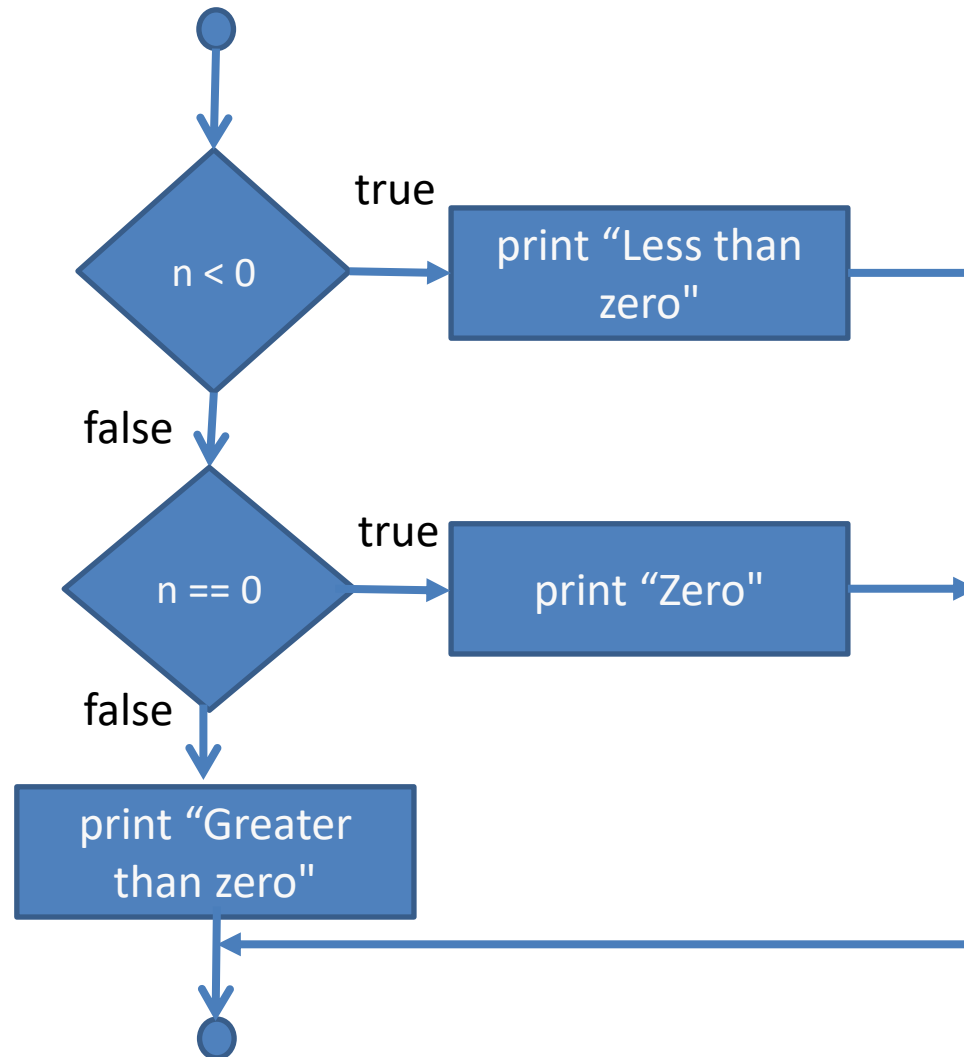 true
n < 0
print “Less than
zero"
false
true
n == 0
print “Zero"
false
print “Greater
than zero"